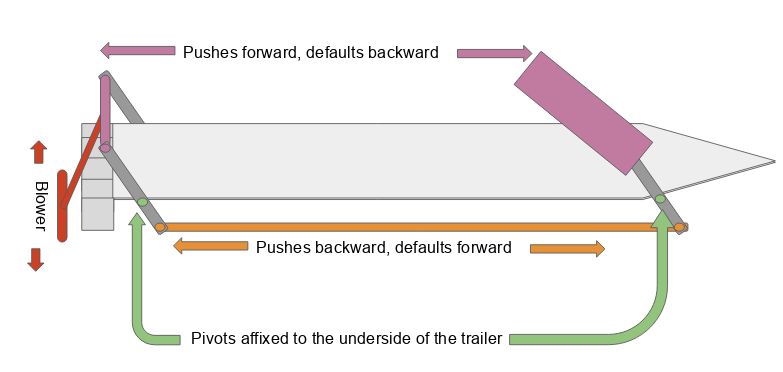 Pushes forward, defaults backward
Blower
Pushes backward, defaults forward
Pivots affixed to the underside of the trailer